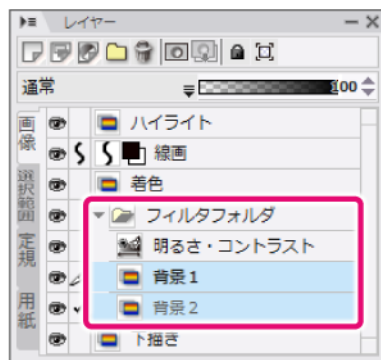 レイヤー
通常
100
画像
選択範囲
定規
用紙
ハイライト
線画
着色
フィルタフォルダ
明るさ・コントラスト
背景1
背景2
下描き